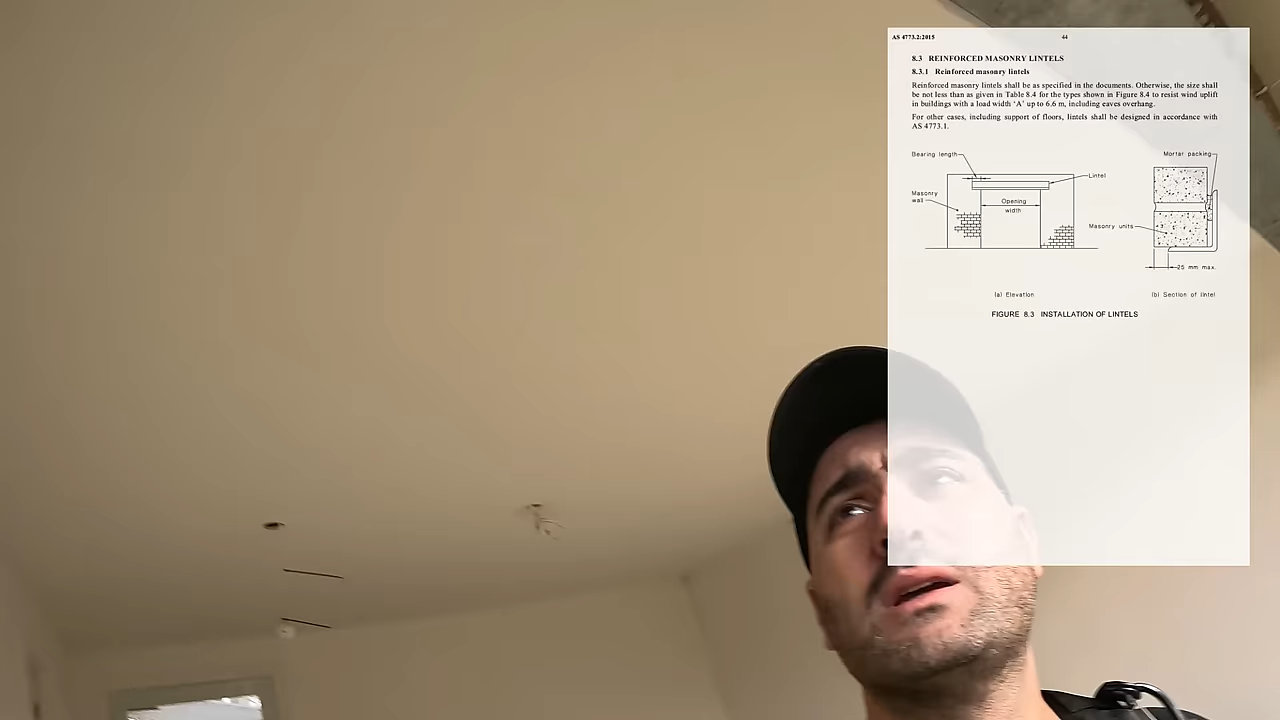 AS 4773.2:2015
44
8.3 REINFORCED MASONRY LINTELS
8.3.1 Reinforced masonry lintels
Reinforced masonry lintels shall be as specified in the documents. Otherwise, the size shall
be not less than as given in Table 8.4 for the types shown in Figure 8.4 to resist wind uplift
in buildings with a load width 'A' up to 6.6 m, including eaves overhang.
For other cases, including support of floors, lintels shall be designed in accordance with
AS 4773.1.
Bearing length
Mortar packing
Lintel
Masonry
wall
Opening
width
Masonry units
25 mm max.
(a) Elevation
(b) Section of lintel
FIGURE 8.3 INSTALLATION OF LINTELS